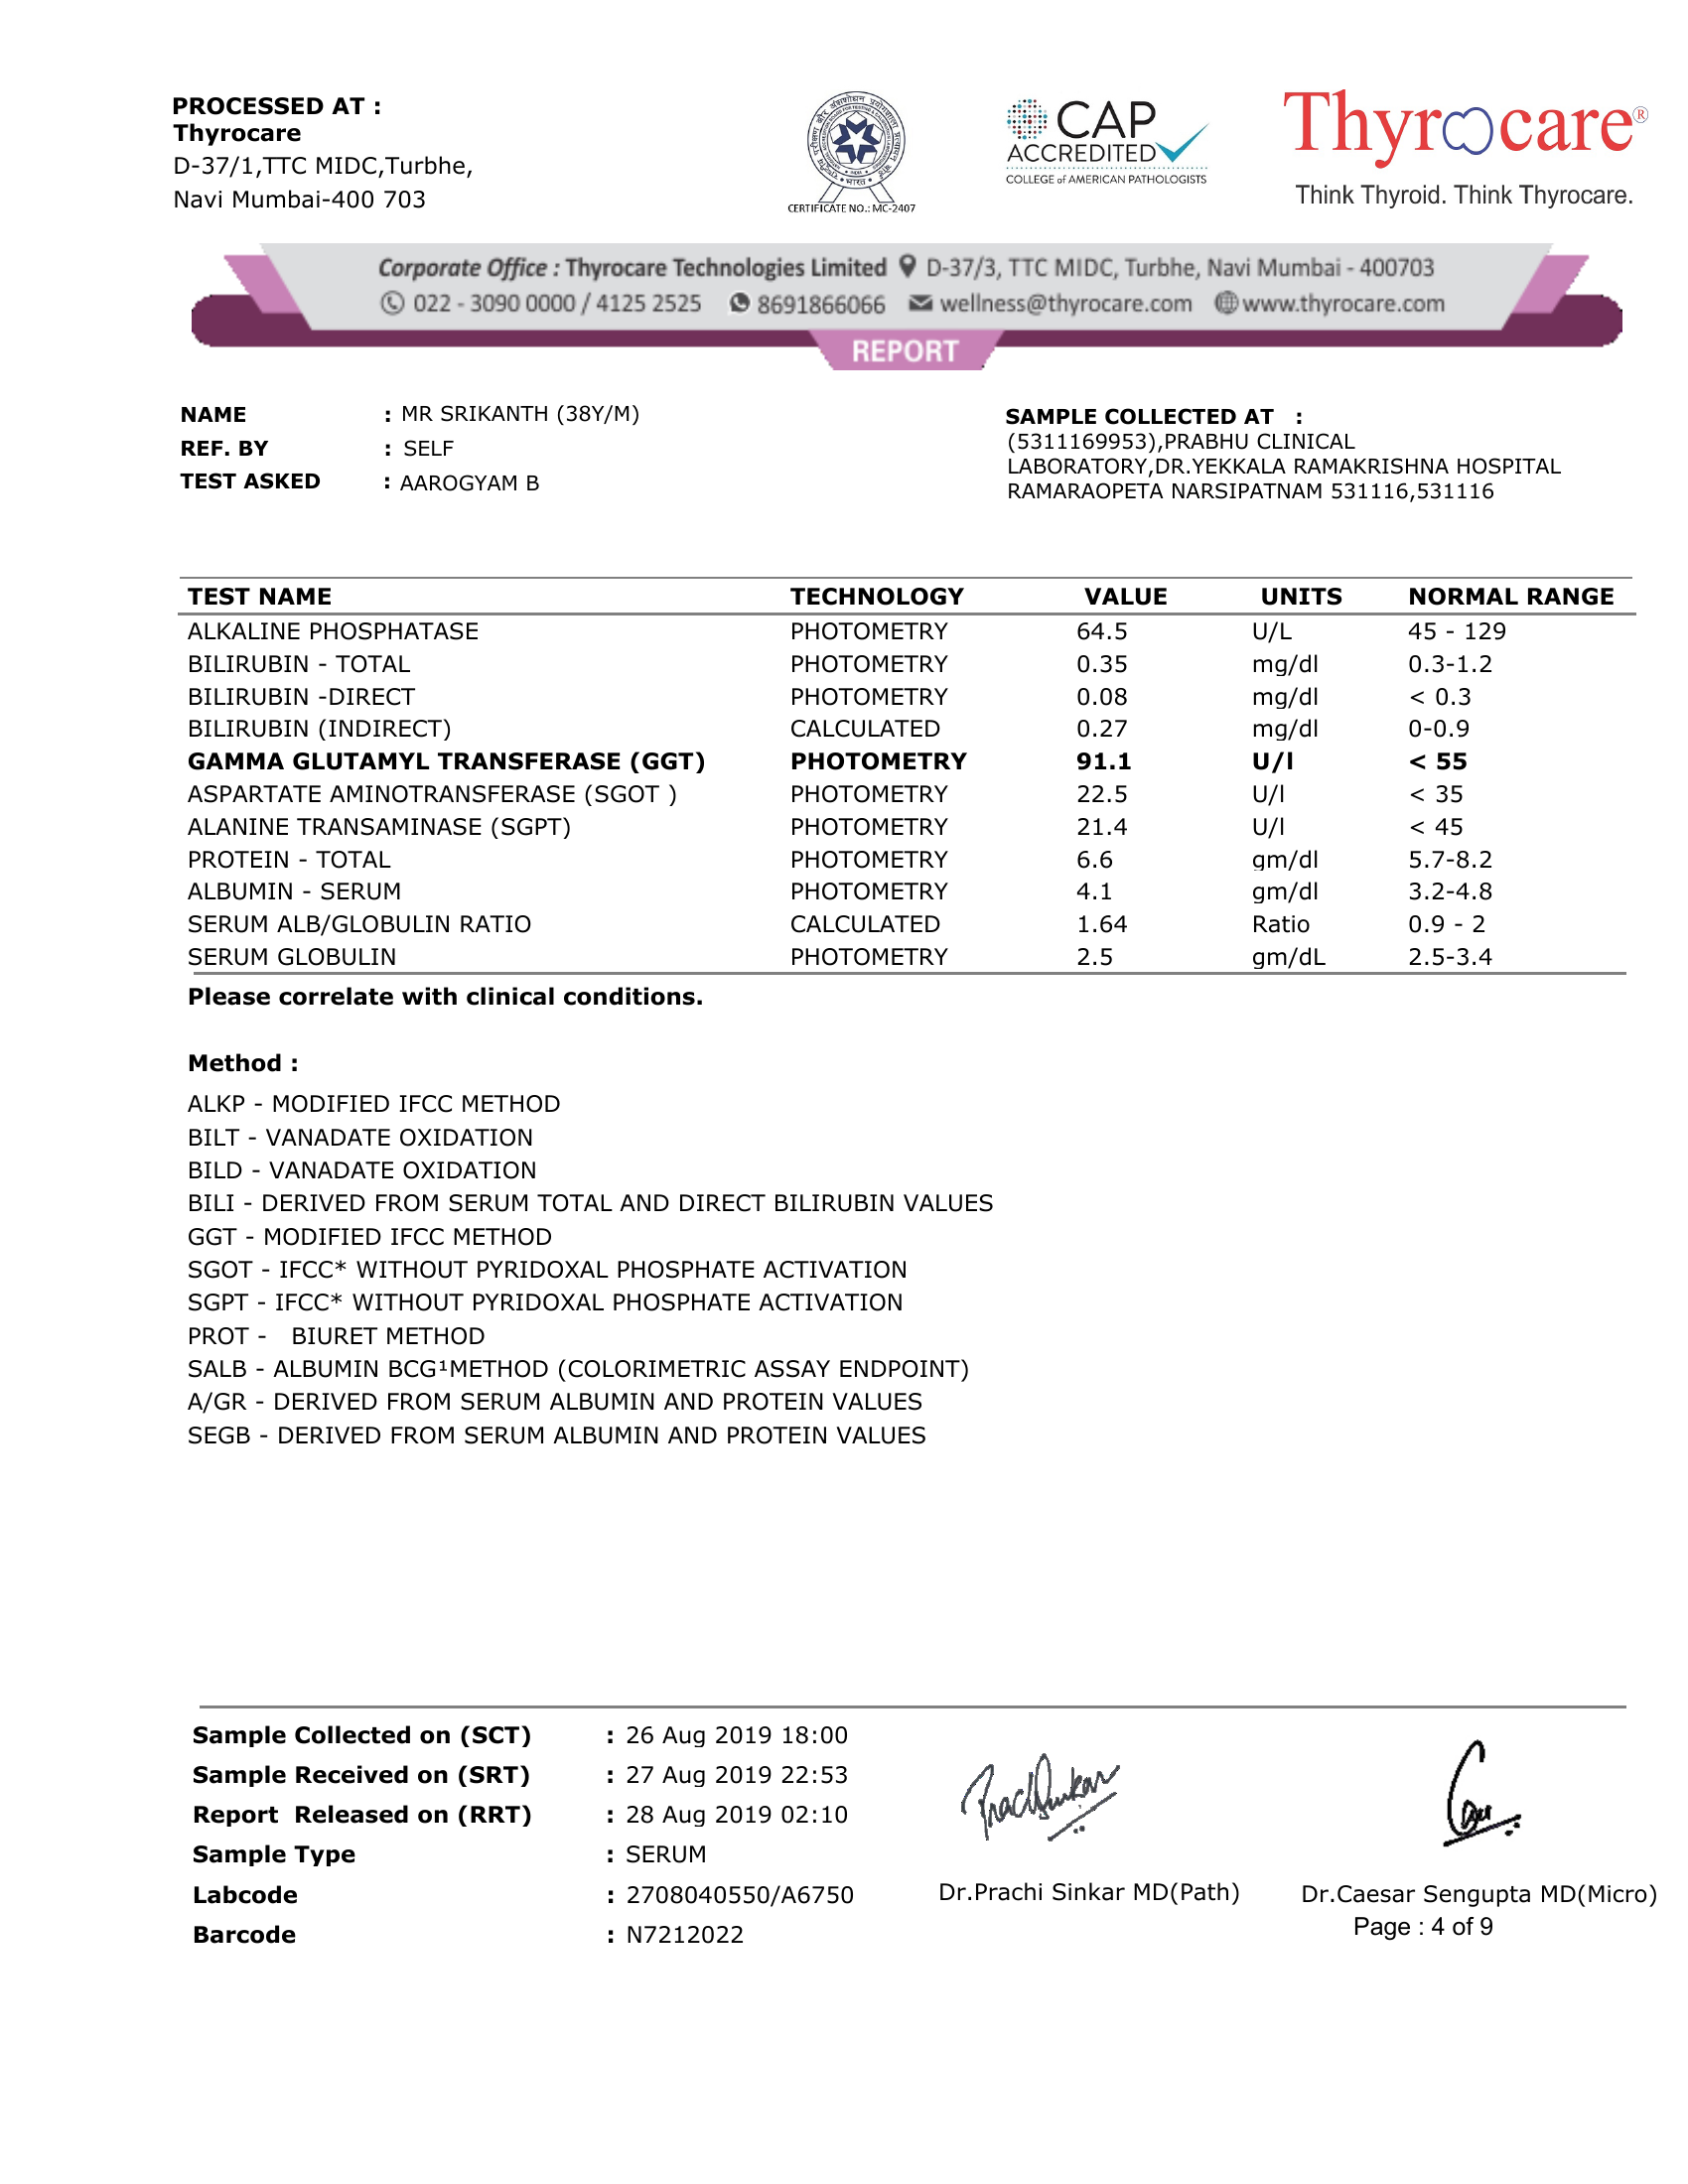 PROCESSED AT :
Thyrocare
D-37/1,TTC MIDC,Turbhe,
Navi Mumbai-400 703
CERTIFICATE NO.: MC-2407
CAP
ACCREDITED
COLLEGE of AMERICAN PATHOLOGISTS
Thyrocare®
Think Thyroid. Think Thyrocare.
Corporate Office : Thyrocare Technologies Limited D-37/3, TTC MIDC, Turbhe, Navi Mumbai - 400703
022 - 3090 0000 / 4125 2525 8691866066 wellness@thyrocare.com www.thyrocare.com
REPORT
NAME : MR SRIKANTH (38Y/M)
REF. BY : SELF
TEST ASKED : AAROGYAM B
SAMPLE COLLECTED AT :
(5311169953),PRABHU CLINICAL
LABORATORY,DR.YEKKALA RAMAKRISHNA HOSPITAL
RAMARAOPETA NARSIPATNAM 531116,531116
TEST NAME TECHNOLOGY VALUE UNITS NORMAL RANGE
ALKALINE PHOSPHATASE PHOTOMETRY 64.5 U/L 45 - 129
BILIRUBIN - TOTAL PHOTOMETRY 0.35 mg/dl 0.3-1.2
BILIRUBIN -DIRECT PHOTOMETRY 0.08 mg/dl < 0.3
BILIRUBIN (INDIRECT) CALCULATED 0.27 mg/dl 0-0.9
GAMMA GLUTAMYL TRANSFERASE (GGT) PHOTOMETRY 91.1 U/l < 55
ASPARTATE AMINOTRANSFERASE (SGOT ) PHOTOMETRY 22.5 U/l < 35
ALANINE TRANSAMINASE (SGPT) PHOTOMETRY 21.4 U/l < 45
PROTEIN - TOTAL PHOTOMETRY 6.6 gm/dl 5.7-8.2
ALBUMIN - SERUM PHOTOMETRY 4.1 gm/dl 3.2-4.8
SERUM ALB/GLOBULIN RATIO CALCULATED 1.64 Ratio 0.9 - 2
SERUM GLOBULIN PHOTOMETRY 2.5 gm/dL 2.5-3.4
Please correlate with clinical conditions.
Method :
ALKP - MODIFIED IFCC METHOD
BILT - VANADATE OXIDATION
BILD - VANADATE OXIDATION
BILI - DERIVED FROM SERUM TOTAL AND DIRECT BILIRUBIN VALUES
GGT - MODIFIED IFCC METHOD
SGOT - IFCC* WITHOUT PYRIDOXAL PHOSPHATE ACTIVATION
SGPT - IFCC* WITHOUT PYRIDOXAL PHOSPHATE ACTIVATION
PROT - BIURET METHOD
SALB - ALBUMIN BCG¹METHOD (COLORIMETRIC ASSAY ENDPOINT)
A/GR - DERIVED FROM SERUM ALBUMIN AND PROTEIN VALUES
SEGB - DERIVED FROM SERUM ALBUMIN AND PROTEIN VALUES
Sample Collected on (SCT) : 26 Aug 2019 18:00
Sample Received on (SRT) : 27 Aug 2019 22:53
Report Released on (RRT) : 28 Aug 2019 02:10
Sample Type : SERUM
Labcode : 2708040550/A6750
Barcode : N7212022
Dr.Prachi Sinkar MD(Path)
Dr.Caesar Sengupta MD(Micro)
Page : 4 of 9